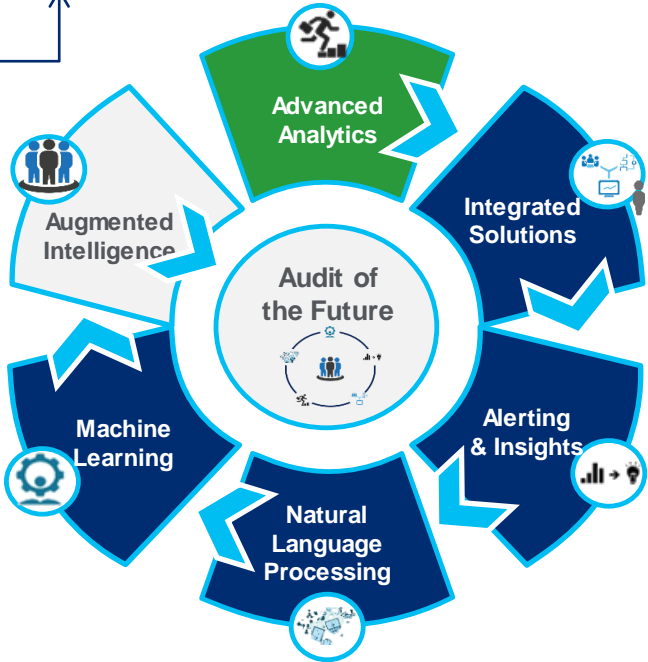 Advanced
Analytics
Integrated
Solutions
Alerting
& Insights
Natural
Language
Processing
Machine
Learning
Augmented
Intelligence
Audit of
the Future